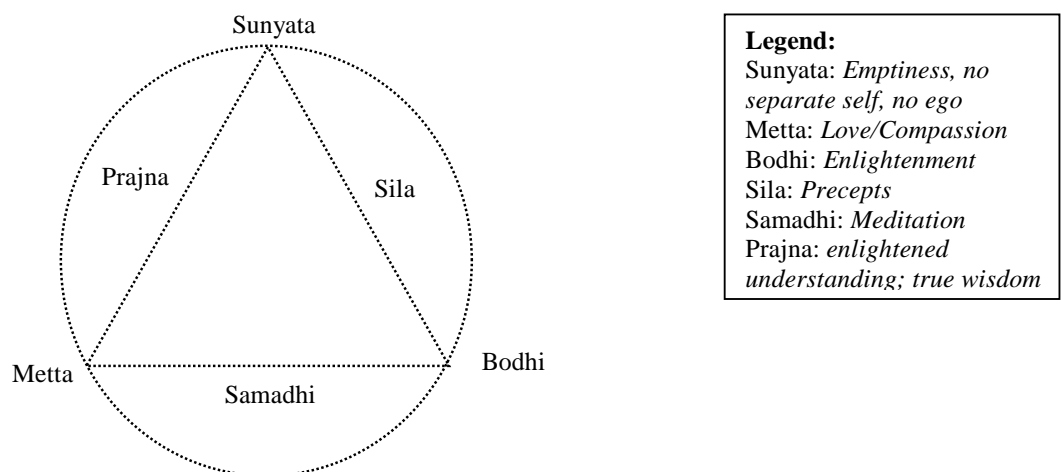 Sunyata
Prajna
Sila
Metta
Bodhi
Samadhi
Legend:
Sunyata: Emptiness, no
separate self, no ego
Metta: Love/Compassion
Bodhi: Enlightenment
Sila: Precepts
Samadhi: Meditation
Prajna: enlightened
understanding; true wisdom